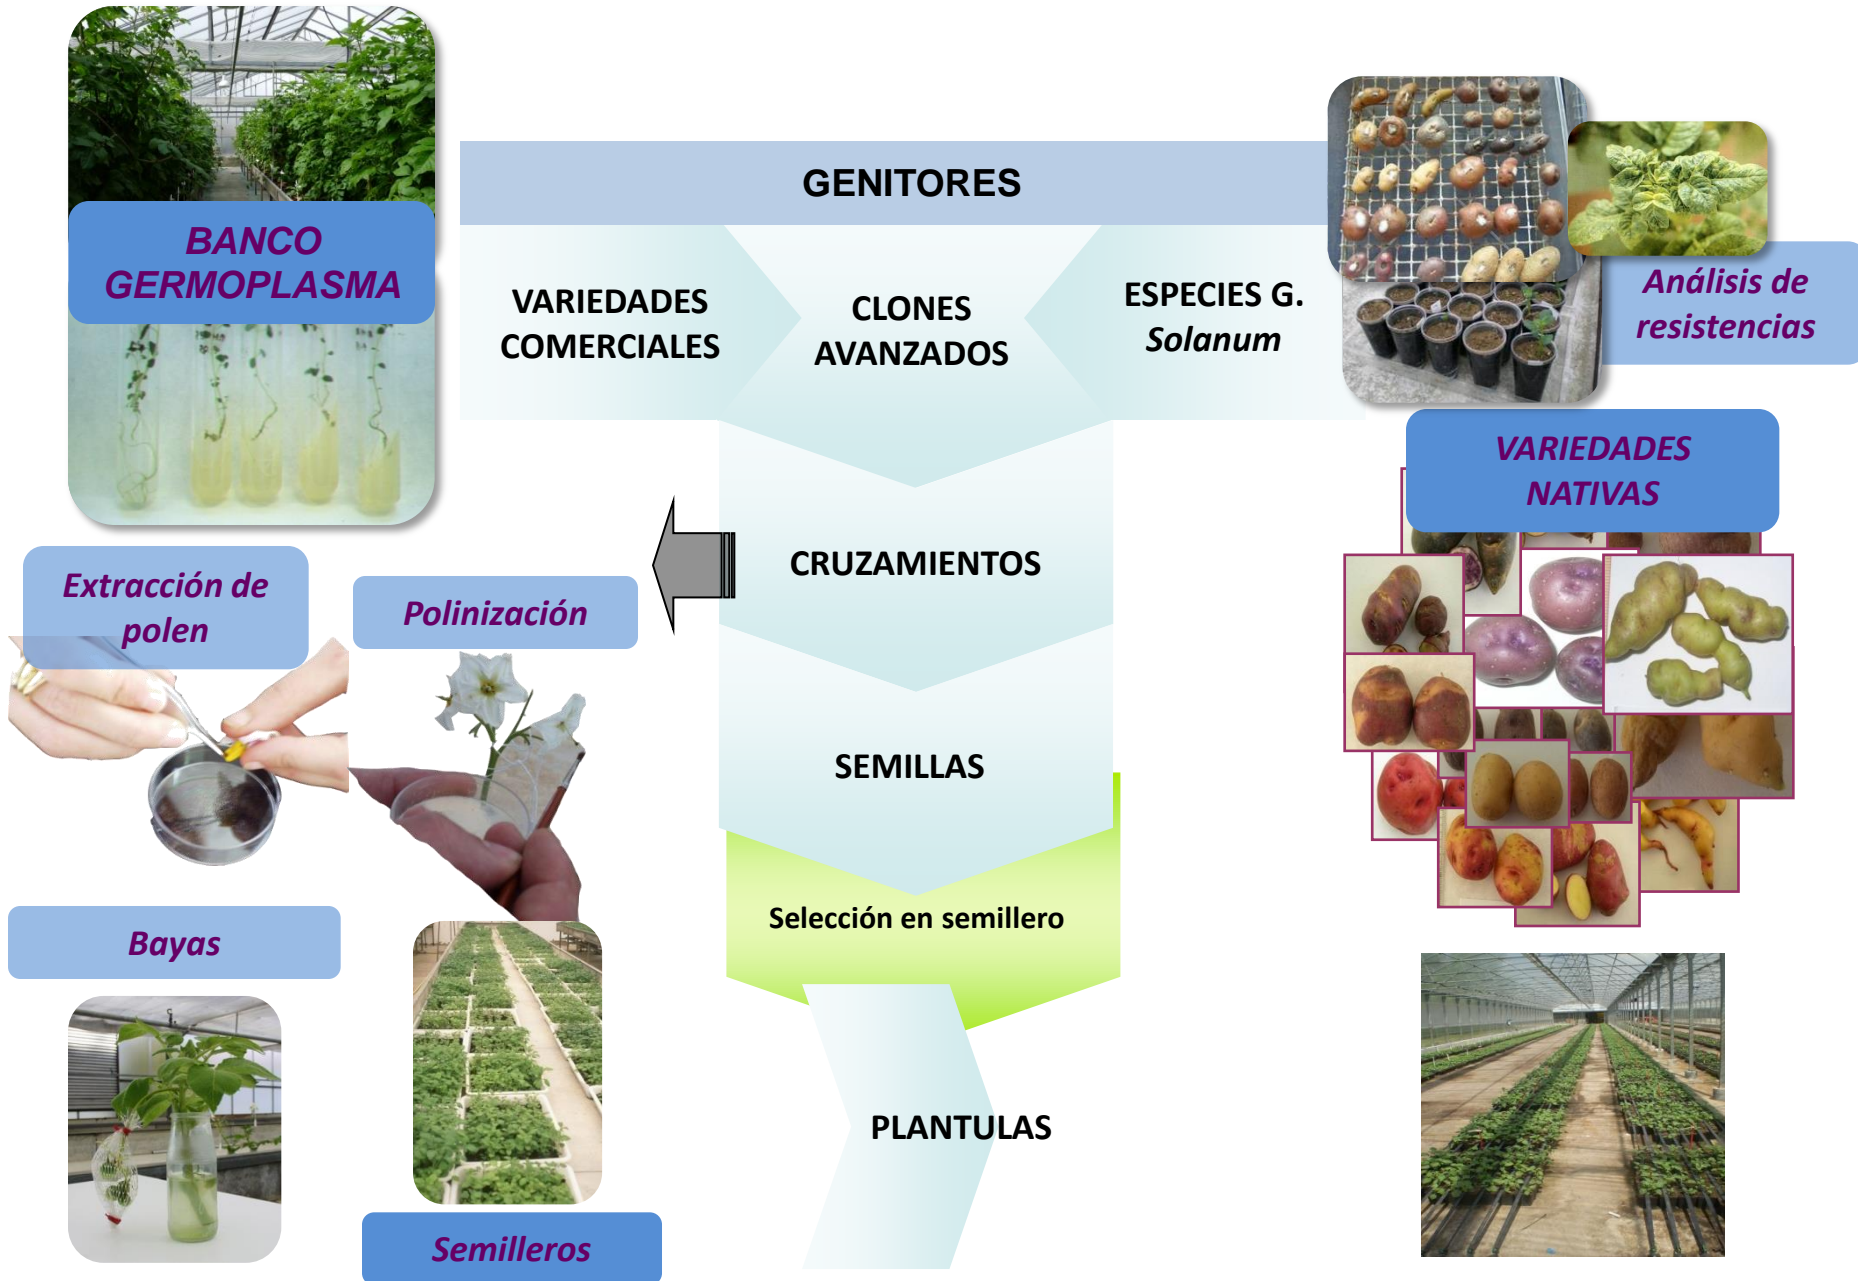 GENITORES
BANCO
GERMOPLASMA
VARIEDADES
COMERCIALES
CLONES
AVANZADOS
ESPECIES G.
Solanum
Análisis de
resistencias
VARIEDADES
NATIVAS
CRUZAMIENTOS
Extracción de
polen
Polinización
SEMILLAS
Selección en semillero
Bayas
PLANTULAS
Semilleros